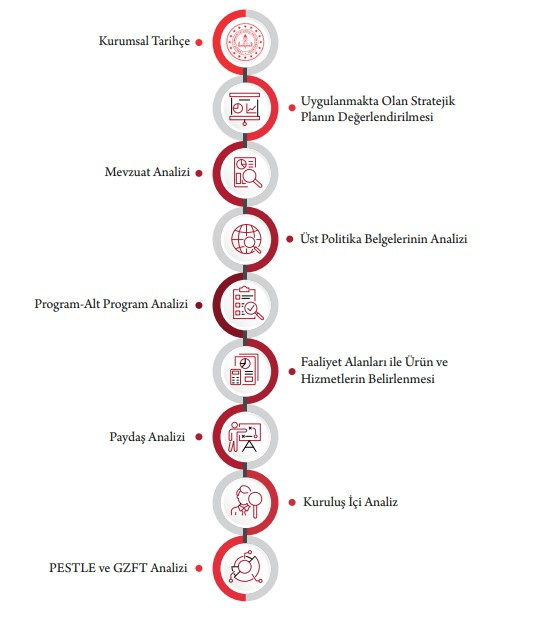 Kurumsal Tarihçe
Uygulanmakta Olan Stratejik
Planın Değerlendirilmesi
Mevzuat Analizi
Üst Politika Belgelerinin Analizi
Program-Alt Program Analizi
Faaliyet Alanları ile Ürün ve
Hizmetlerin Belirlenmesi
Paydaş Analizi
Kuruluş İçi Analiz
PESTLE ve GZFT Analizi